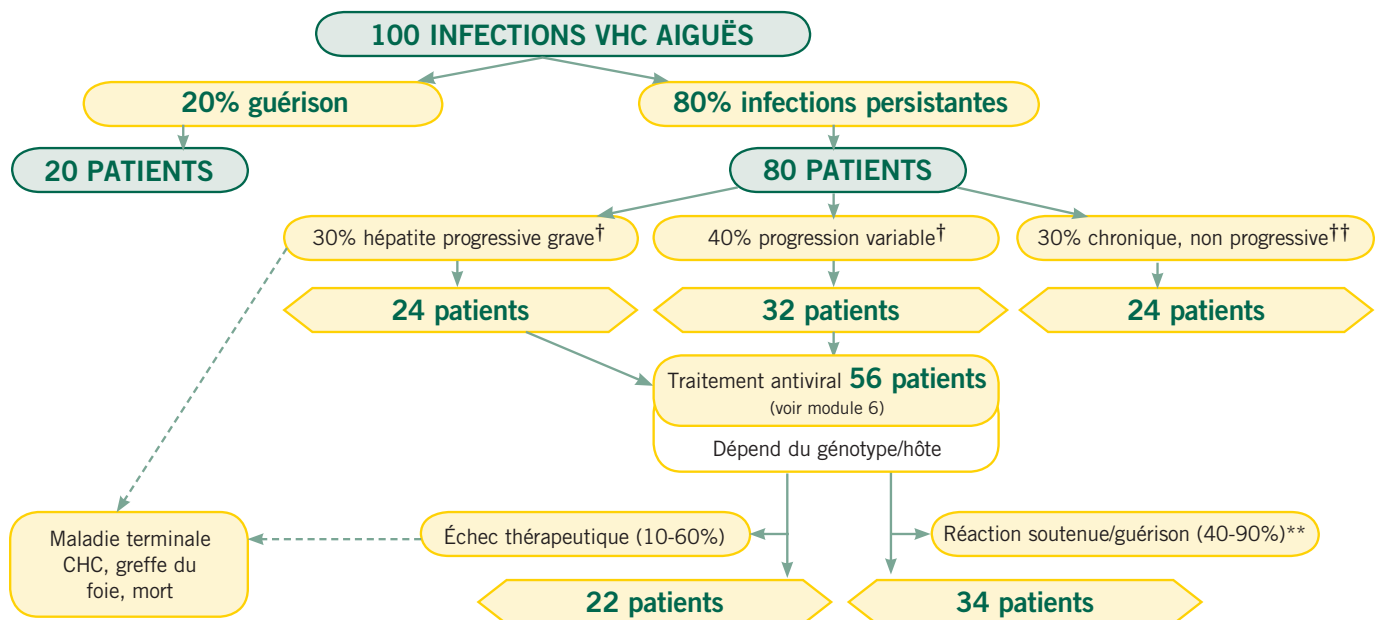 100 INFECTIONS VHC AIGUËS
20% guérison
80% infections persistantes
20 PATIENTS
80 PATIENTS
30% hépatite progressive grave†
40% progression variable†
30% chronique, non progressive††
24 patients
32 patients
24 patients
Traitement antiviral 56 patients
(voir module 6)
Dépend du génotype/hôte
Maladie terminale
CHC, greffe du
foie, mort
Échec thérapeutique (10-60%)
Réaction soutenue/guérison (40-90%)**
22 patients
34 patients